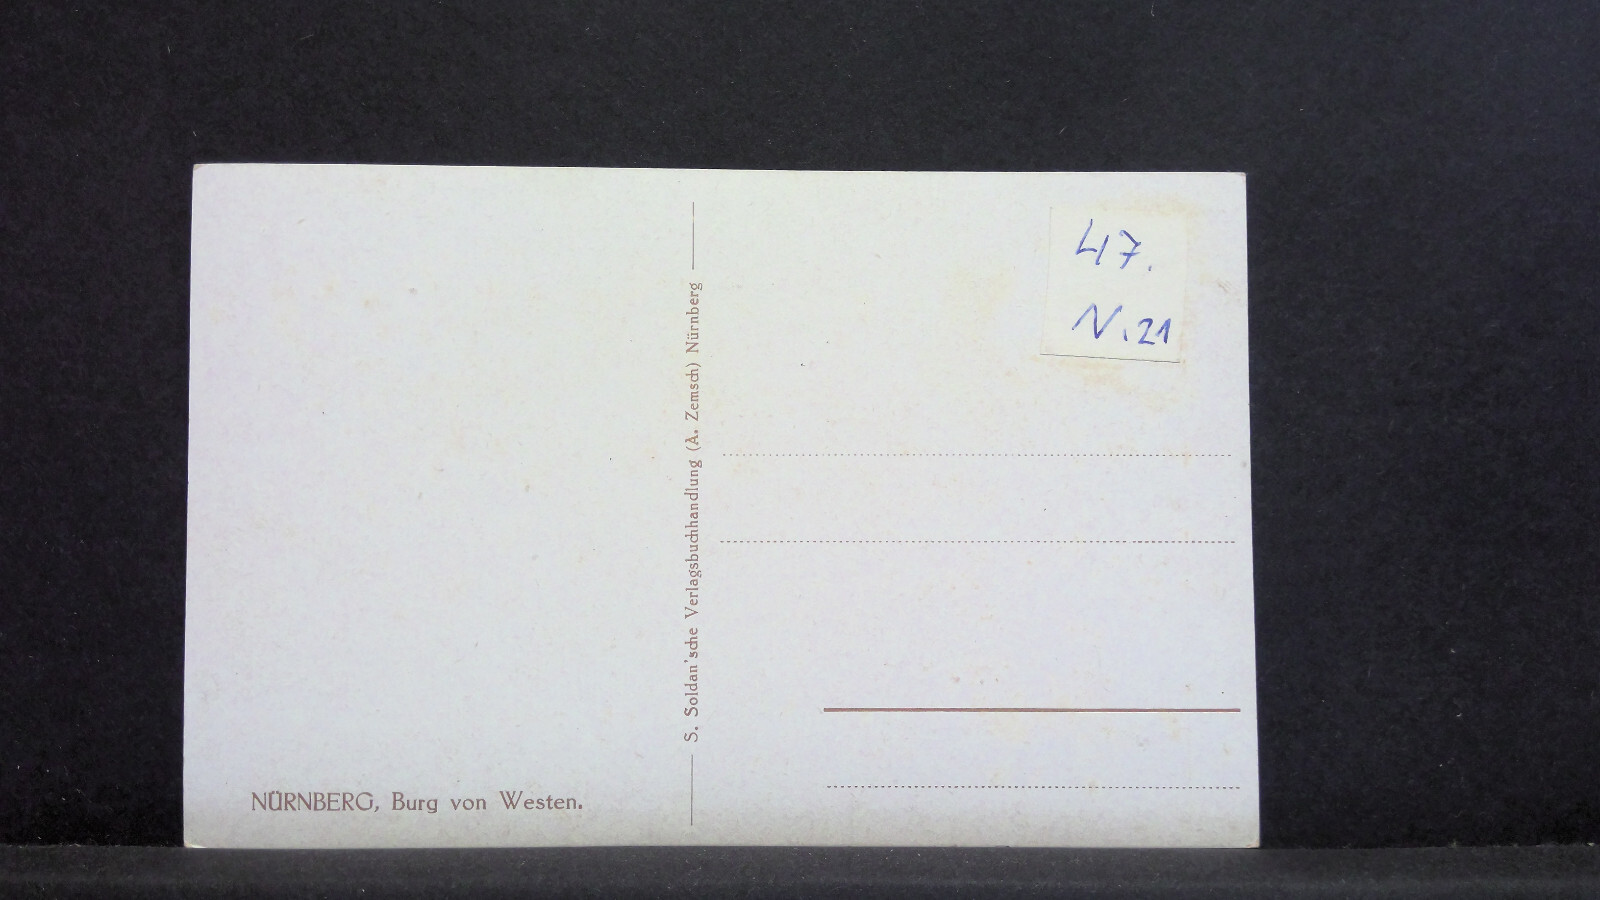 47.
N.21
S. Soldan'sche Verlagsbuchhandlung (A. Zemsch) Nürnberg
NÜRNBERG, Burg von Westen.